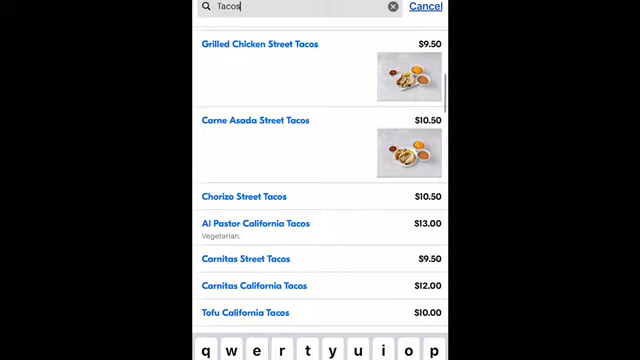 Tacos
Cancel
Grilled Chicken Street Tacos $9.50
Carne Asada Street Tacos $10.50
Chorizo Street Tacos $10.50
Al Pastor California Tacos $13.00
Vegetarian.
Carnitas Street Tacos $9.50
Carnitas California Tacos $12.00
Tofu California Tacos $10.00
q w e r t y u i o p